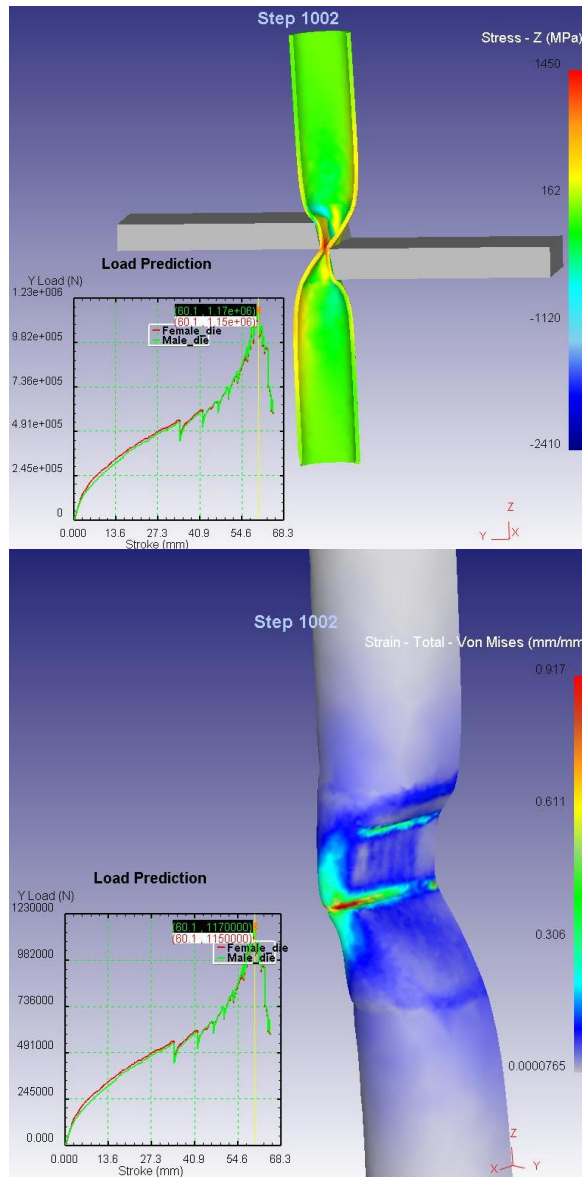 Step 1002
Stress - Z (MPa)
1450
162
-1120
-2410
Load Prediction
Y Load (N)
1.23e+006
9.82e+005
7.36e+005
4.91e+005
2.45e+005
0
(60.1 , 1.17e+06)
(60.1 , 1.15e+06)
Female_die
Male_die
0.000 13.6 27.3 40.9 54.6 68.3
Stroke (mm)
Z
Y X
Step 1002
Strain - Total - Von Mises (mm/mm
0.917
0.611
0.306
0.0000765
Load Prediction
Y Load (N)
1230000
982000
736000
491000
245000
0.000
(60.1 , 1170000)
(60.1 , 1150000)
Female_die
Male_die
0.000 13.6 27.3 40.9 54.6 68.3
Stroke (mm)
Z
X Y